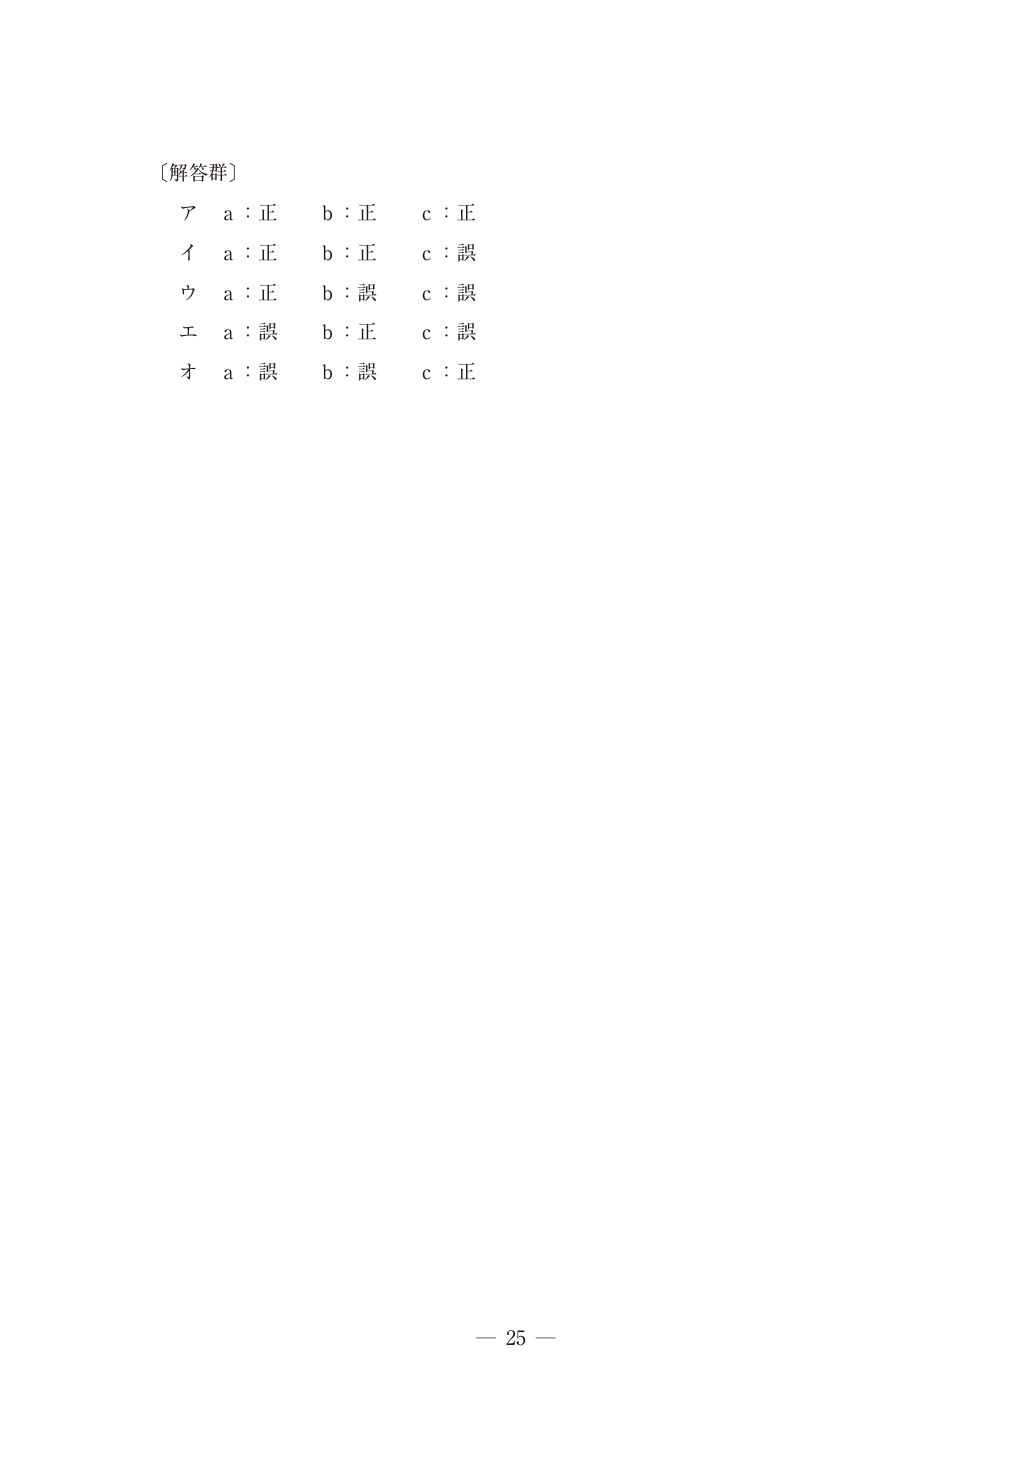 〔解答群〕
ア　a：正　b：正　c：正
イ　a：正　b：正　c：誤
ウ　a：正　b：誤　c：誤
エ　a：誤　b：正　c：誤
オ　a：誤　b：誤　c：正
― 25 ―